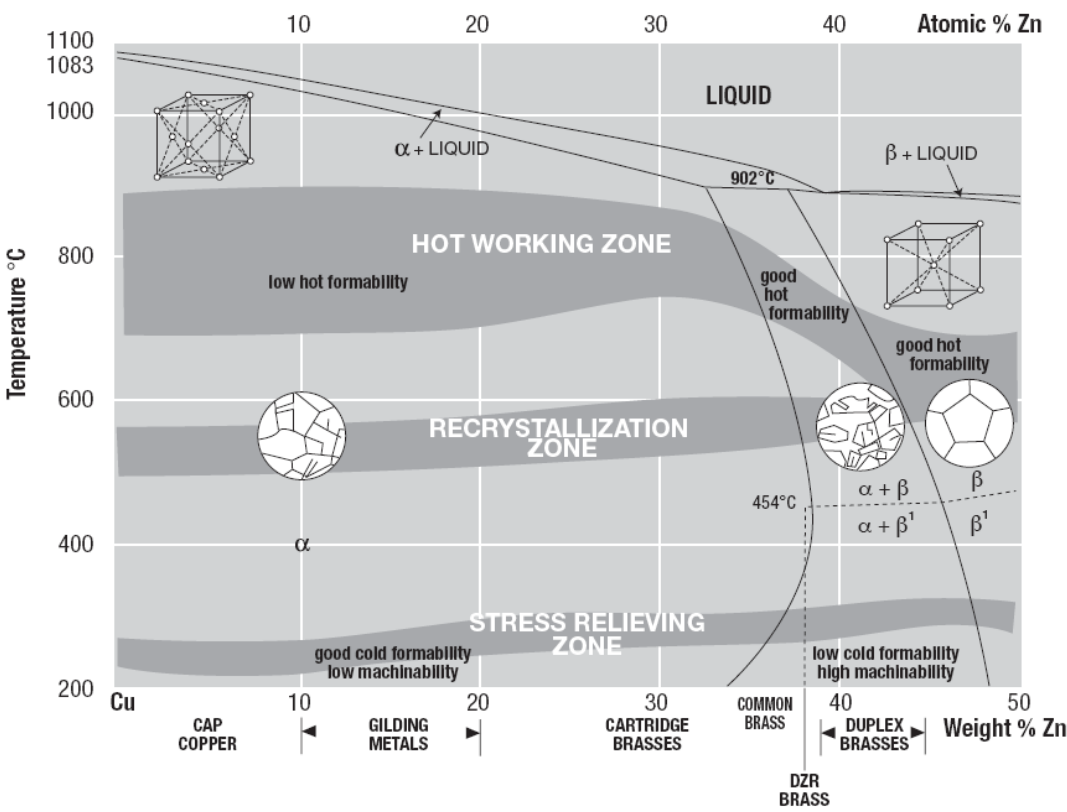 10 20 30 40 Atomic % Zn
1100
1083
1000
800
600
400
200
Temperature °C
LIQUID
α + LIQUID
β + LIQUID
902°C
HOT WORKING ZONE
low hot formability
good
hot
formability
good hot
formability
RECRYSTALLIZATION
ZONE
454°C
α + β
β
α + β¹
β¹
α
STRESS RELIEVING
ZONE
good cold formability
low machinability
low cold formability
high machinability
Cu 10 20 30 40 50
Weight % Zn
CAP
COPPER
GILDING
METALS
CARTRIDGE
BRASSES
COMMON
BRASS
DUPLEX
BRASSES
DZR
BRASS